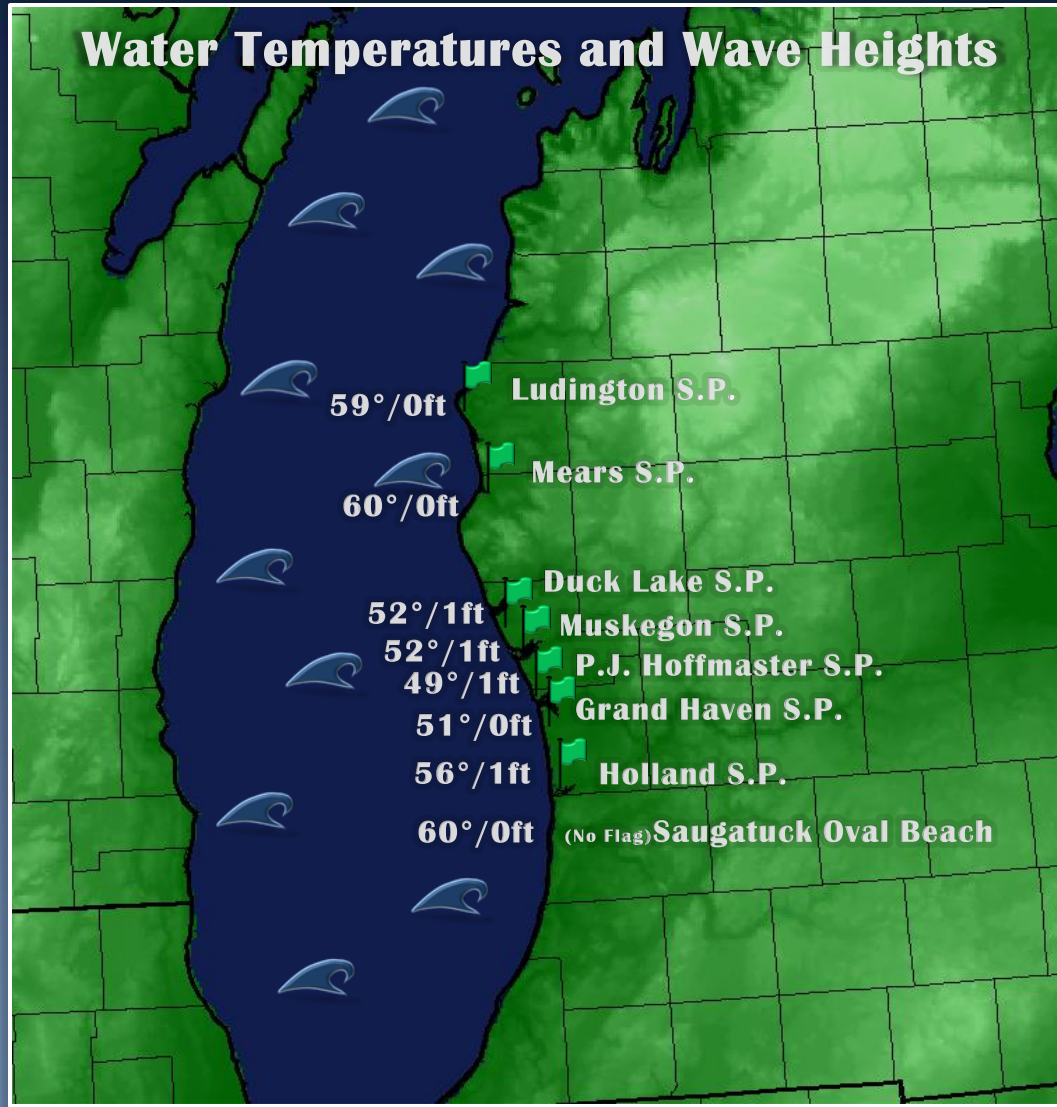 Water Temperatures and Wave Heights
Ludington S.P.
59°/0ft
Mears S.P.
60°/0ft
Duck Lake S.P.
52°/1ft
Muskegon S.P.
52°/1ft
P.J. Hoffmaster S.P.
49°/1ft
Grand Haven S.P.
51°/0ft
56°/1ft Holland S.P.
60°/0ft (No Flag)Saugatuck Oval Beach